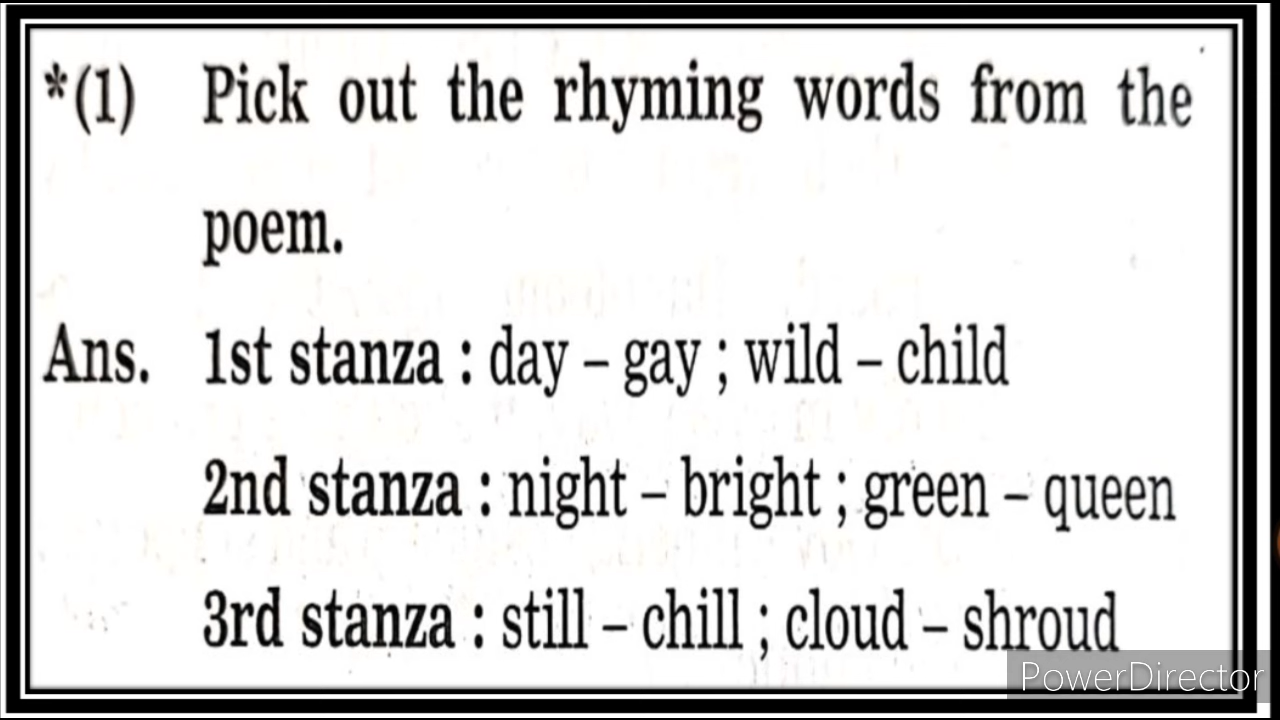 *(1) Pick out the rhyming words from the
poem.
Ans. 1st stanza : day – gay ; wild – child
2nd stanza : night – bright ; green – queen
3rd stanza : still – chill ; cloud – shroud
PowerDirector